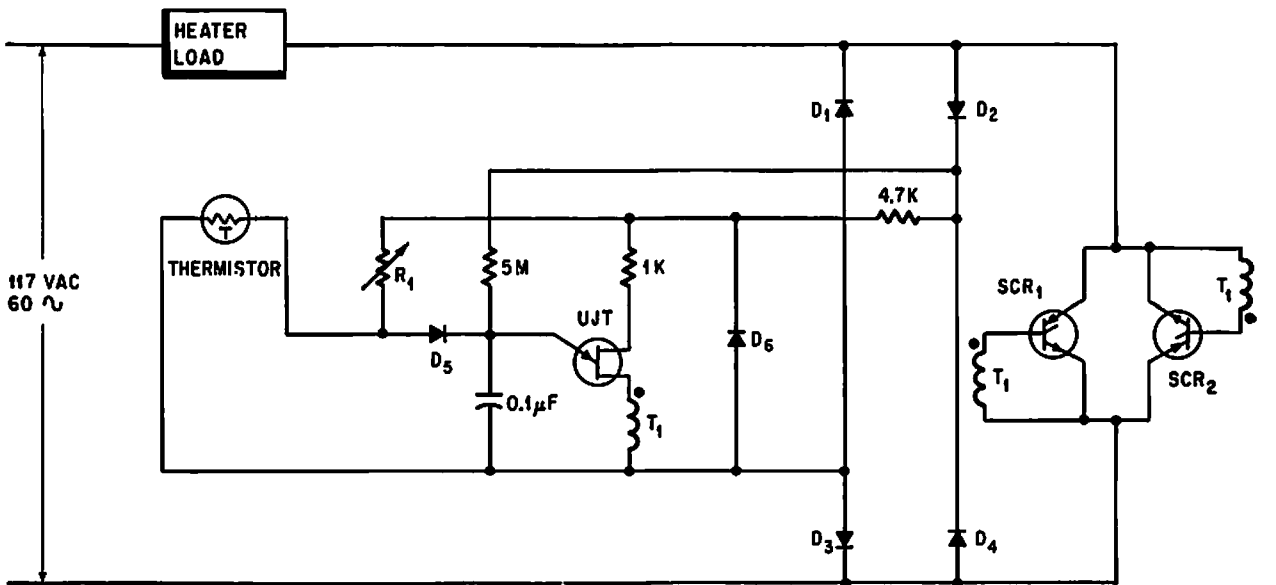 HEATER
LOAD
D1
D2
4.7K
THERMISTOR
T
R1
5M
1K
117 VAC
60 ∿
UJT
D5
D6
0.1μF
T1
SCR1
T1
T1
SCR2
D3
D4